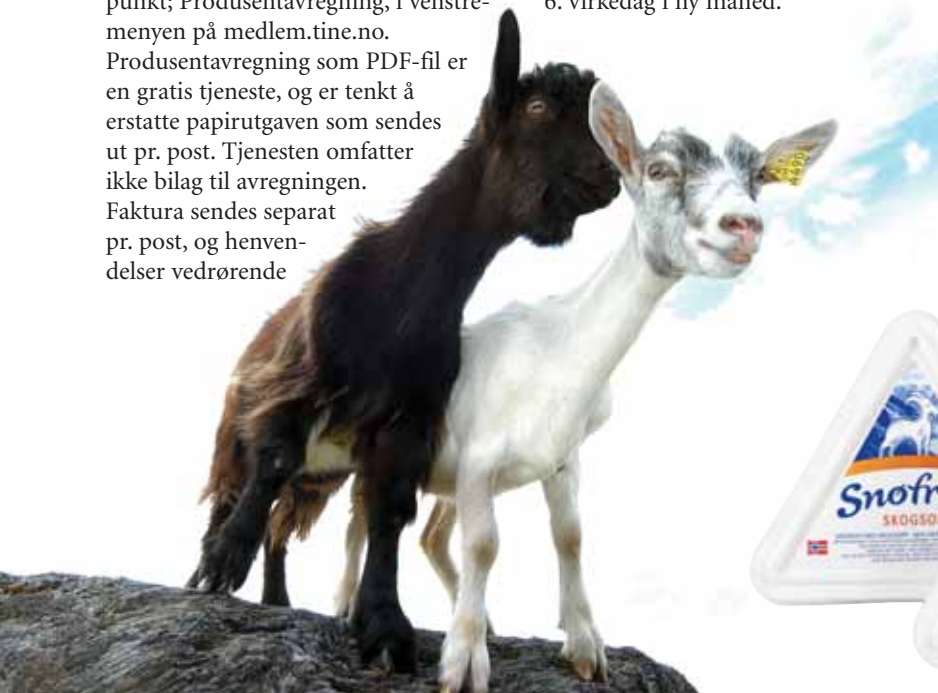 punkt; Produsentavregning, i venstre-
menyen på medlem.tine.no.
Produsentavregning som PDF-fil er
en gratis tjeneste, og er tenkt å
erstatte papirutgaven som sendes
ut pr. post. Tjenesten omfatter
ikke bilag til avregningen.
Faktura sendes separat
pr. post, og henven-
delser vedrørende
6. virkedag i ny måned.
Snøfr
SKOGSO